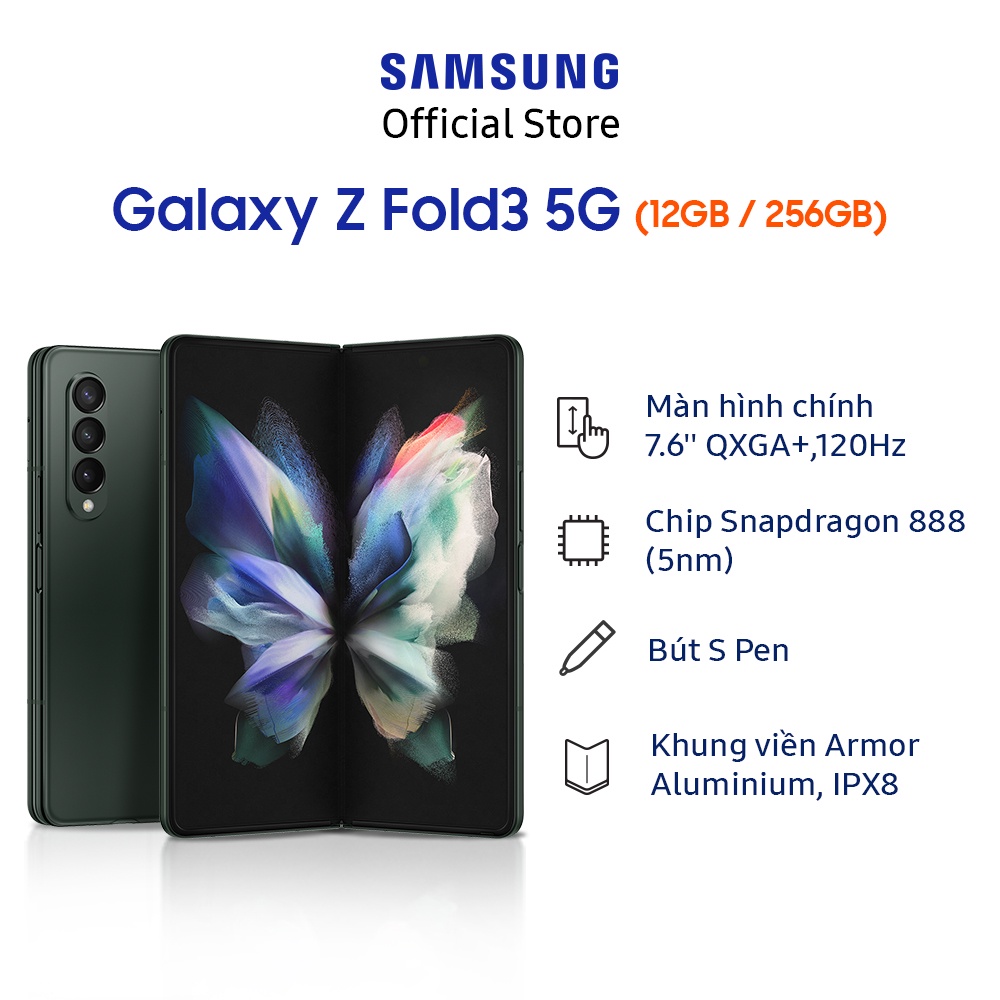 SAMSUNG
Official Store
Galaxy Z Fold3 5G (12GB / 256GB)
Màn hình chính
7.6" QXGA+,120Hz
Chip Snapdragon 888
(5nm)
Bút S Pen
Khung viền Armor
Aluminium, IPX8